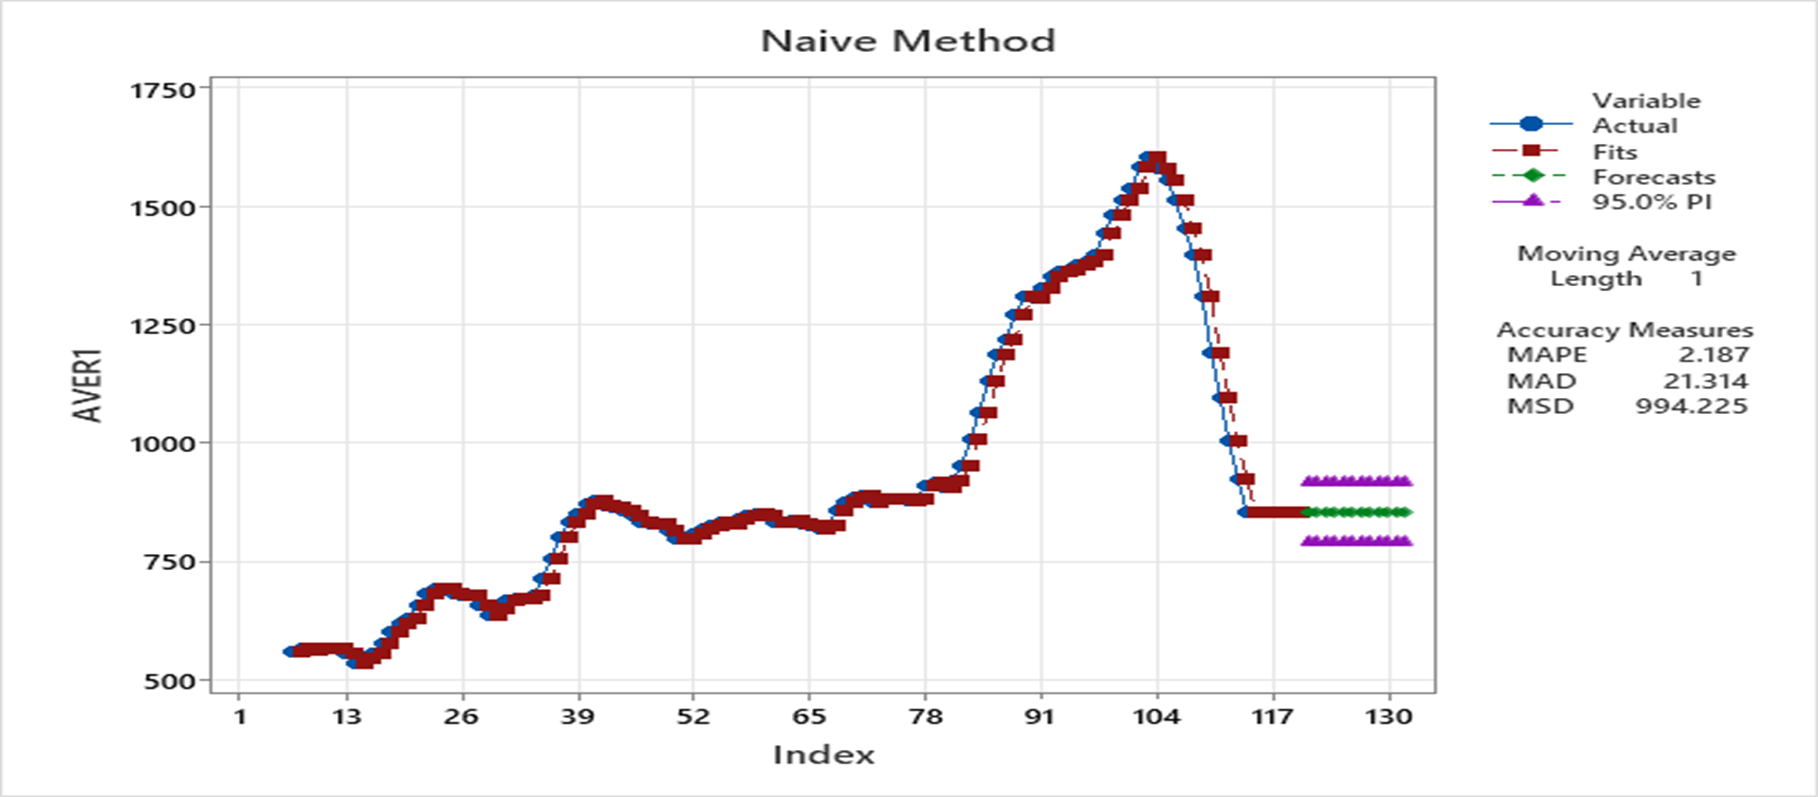 Naive Method
1750
1500
1250
1000
750
500
AVER1
1 13 26 39 52 65 78 91 104 117 130
Index
Variable
Actual
Fits
Forecasts
95.0% PI
Moving Average
Length 1
Accuracy Measures
MAPE 2.187
MAD 21.314
MSD 994.225